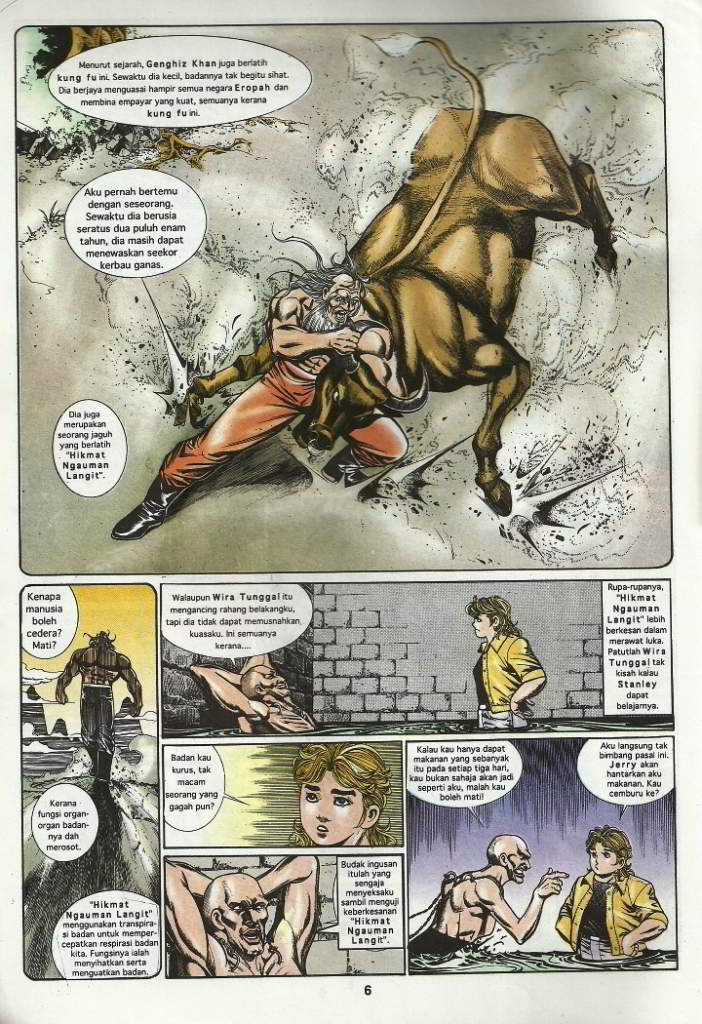 Menurut sejarah, Genghiz Khan juga berlatih
kung fu ini. Sewaktu dia kecil, badannya tak begitu sihat.
Dia berjaya menguasai hampir semua negara Eropah dan
membina empayar yang kuat, semuanya kerana
kung fu ini.
Aku pernah bertemu
dengan seseorang.
Sewaktu dia berusia
seratus dua puluh enam
tahun, dia masih dapat
menewaskan seekor
kerbau ganas.
Dia juga
merupakan
seorang jaguh
yang berlatih
"Hikmat
Ngauman
Langit".
Kenapa
manusia
boleh
cedera?
Mati?
Kerana
fungsi organ-
organ badan-
nya dah
merosot.
"Hikmat
Ngauman Langit"
menggunakan transpira-
si badan untuk memper-
cepatkan respirasi badan
kita. Fungsinya ialah
menyihatkan serta
menguatkan badan.
Walaupun Wira Tunggal itu
mengancing rahang belakangku,
tapi dia tidak dapat memusnahkan
kuasaku. Ini semuanya
kerana....
Rupa-rupanya,
"Hikmat
Ngauman
Langit" lebih
berkesan dalam
merawat luka.
Patutlah Wira
Tunggal tak
kisah kalau
Stanley
dapat
belajarnya.
Badan kau
kurus, tak
macam
seorang yang
gagah pun?
Budak ingusan
itulah yang
sengaja
menyeksaku
sambil menguji
keberkesanan
"Hikmat
Ngauman
Langit".
Kalau kau hanya dapat
makanan yang sebanyak
itu pada setiap tiga hari,
kau bukan sahaja akan jadi
seperti aku, malah kau
boleh mati!
Aku langsung tak
bimbang pasal ini.
Jerry akan
hantarkan aku
makanan. Kau
cemburu ke?
6